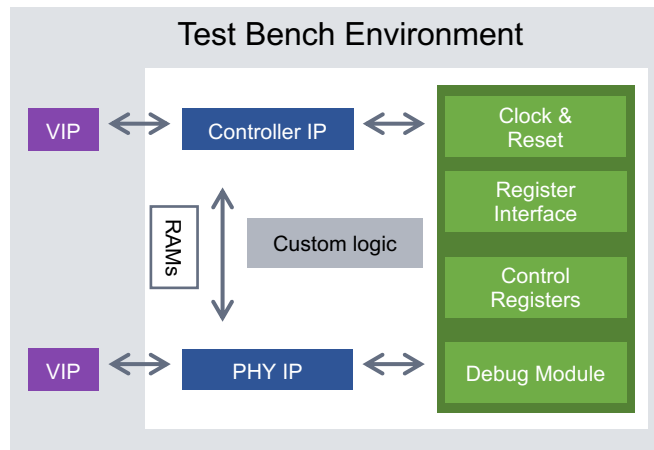 Test Bench Environment
VIP
Controller IP
Clock &
Reset
Register
Interface
RAMs
Custom logic
Control
Registers
VIP
PHY IP
Debug Module